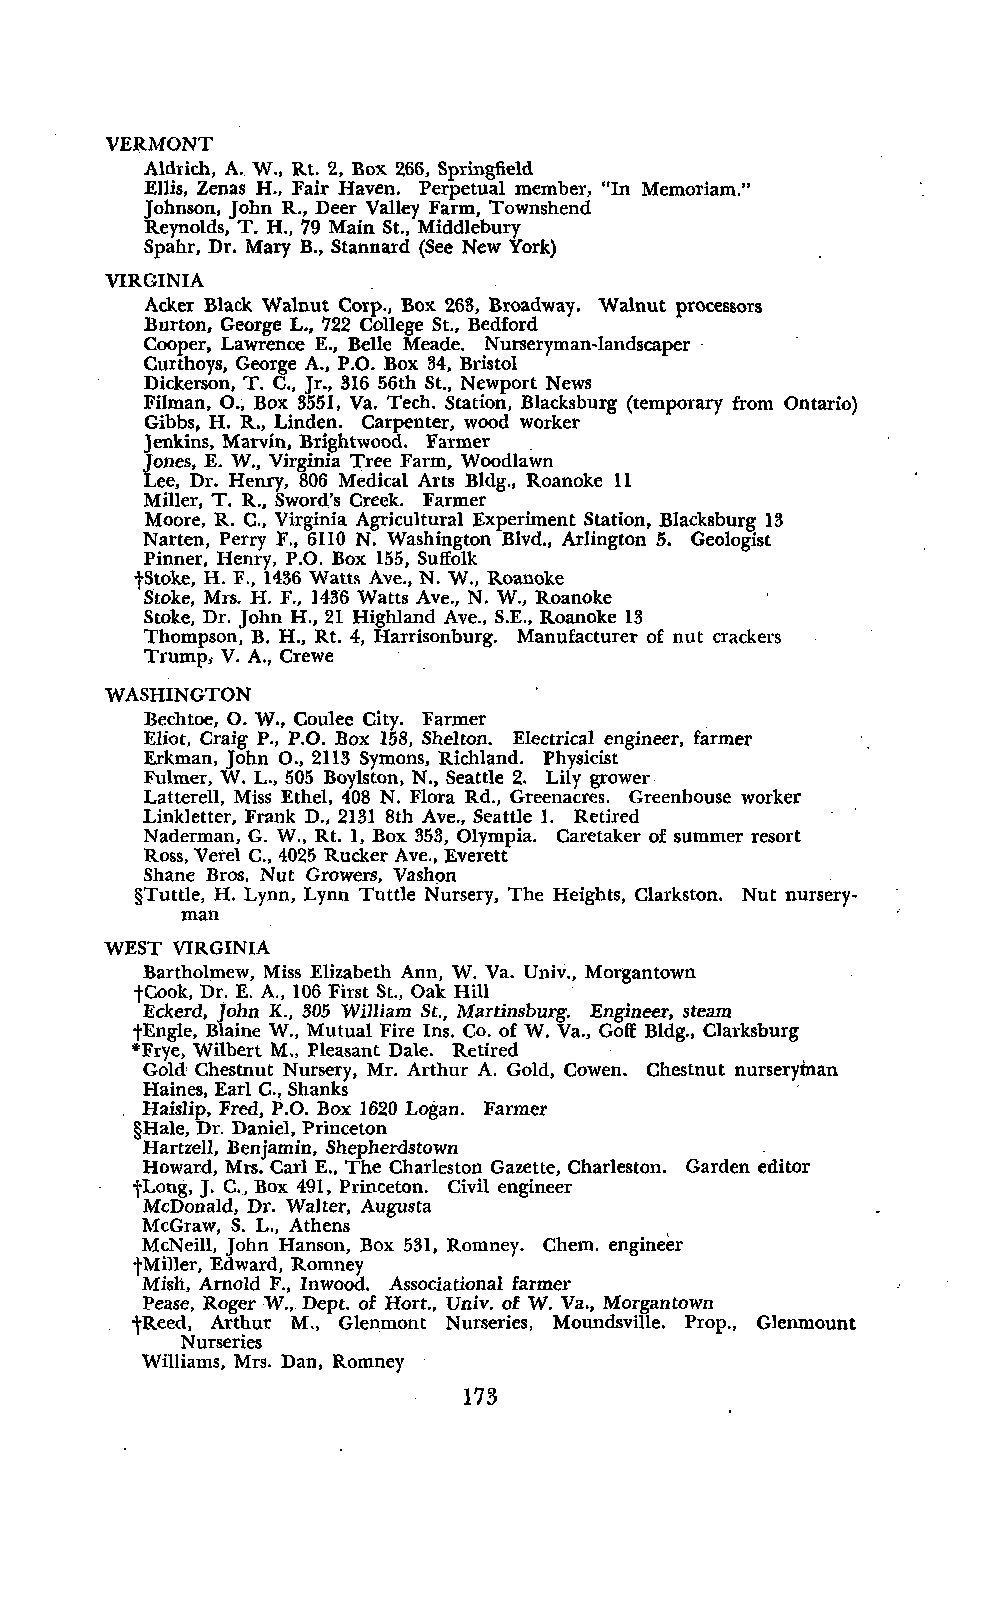 VERMONT
Aldrich, A. W., Rt. 2, Box 266, Springfield
Ellis, Zenas H., Fair Haven. Perpetual member, "In Memoriam."
Johnson, John R., Deer Valley Farm, Townshend
Reynolds, T. H., 79 Main St., Middlebury
Spahr, Dr. Mary B., Stannard (See New York)
VIRGINIA
Acker Black Walnut Corp., Box 263, Broadway. Walnut processors
Burton, George L., 722 College St., Bedford
Cooper, Lawrence E., Belle Meade. Nurseryman-landscaper
Curthoys, George A., P.O. Box 34, Bristol
Dickerson, T. C., Jr., 316 56th St., Newport News
Filman, O., Box 3551, Va. Tech. Station, Blacksburg (temporary from Ontario)
Gibbs, H. R., Linden. Carpenter, wood worker
Jenkins, Marvin, Brightwood. Farmer
Jones, E. W., Virginia Tree Farm, Woodlawn
Lee, Dr. Henry, 806 Medical Arts Bldg., Roanoke 11
Miller, T. R., Sword's Creek. Farmer
Moore, R. C., Virginia Agricultural Experiment Station, Blacksburg 13
Narten, Perry F., 6110 N. Washington Blvd., Arlington 5. Geologist
Pinner, Henry, P.O. Box 155, Suffolk
†Stoke, H. F., 1436 Watts Ave., N. W., Roanoke
Stoke, Mrs. H. F., 1436 Watts Ave., N. W., Roanoke
Stoke, Dr. John H., 21 Highland Ave., S.E., Roanoke 13
Thompson, B. H., Rt. 4, Harrisonburg. Manufacturer of nut crackers
Trump, V. A., Crewe
WASHINGTON
Bechtoe, O. W., Coulee City. Farmer
Eliot, Craig P., P.O. Box 158, Shelton. Electrical engineer, farmer
Erkman, John O., 2113 Symons, Richland. Physicist
Fulmer, W. L., 505 Boylston, N., Seattle 2. Lily grower
Latterell, Miss Ethel, 408 N. Flora Rd., Greenacres. Greenhouse worker
Linkletter, Frank D., 2131 8th Ave., Seattle 1. Retired
Naderman, G. W., Rt. 1, Box 353, Olympia. Caretaker of summer resort
Ross, Verel C., 4025 Rucker Ave., Everett
Shane Bros. Nut Growers, Vashon
§Tuttle, H. Lynn, Lynn Tuttle Nursery, The Heights, Clarkston. Nut nursery-
man
WEST VIRGINIA
Bartholmew, Miss Elizabeth Ann, W. Va. Univ., Morgantown
†Cook, Dr. E. A., 106 First St., Oak Hill
Eckerd, John K., 305 William St., Martinsburg. Engineer, steam
†Engle, Blaine W., Mutual Fire Ins. Co. of W. Va., Goff Bldg., Clarksburg
*Frye, Wilbert M., Pleasant Dale. Retired
Gold Chestnut Nursery, Mr. Arthur A. Gold, Cowen. Chestnut nurseryman
Haines, Earl C., Shanks
Haislip, Fred, P.O. Box 1620 Logan. Farmer
§Hale, Dr. Daniel, Princeton
Hartzell, Benjamin, Shepherdstown
Howard, Mrs. Carl E., The Charleston Gazette, Charleston. Garden editor
†Long, J. C., Box 491, Princeton. Civil engineer
McDonald, Dr. Walter, Augusta
McGraw, S. L., Athens
McNeill, John Hanson, Box 531, Romney. Chem. engineer
†Miller, Edward, Romney
Mish, Arnold F., Inwood. Associational farmer
Pease, Roger W., Dept. of Hort., Univ. of W. Va., Morgantown
†Reed, Arthur M., Glenmont Nurseries, Moundsville. Prop., Glenmount
Nurseries
Williams, Mrs. Dan, Romney
173